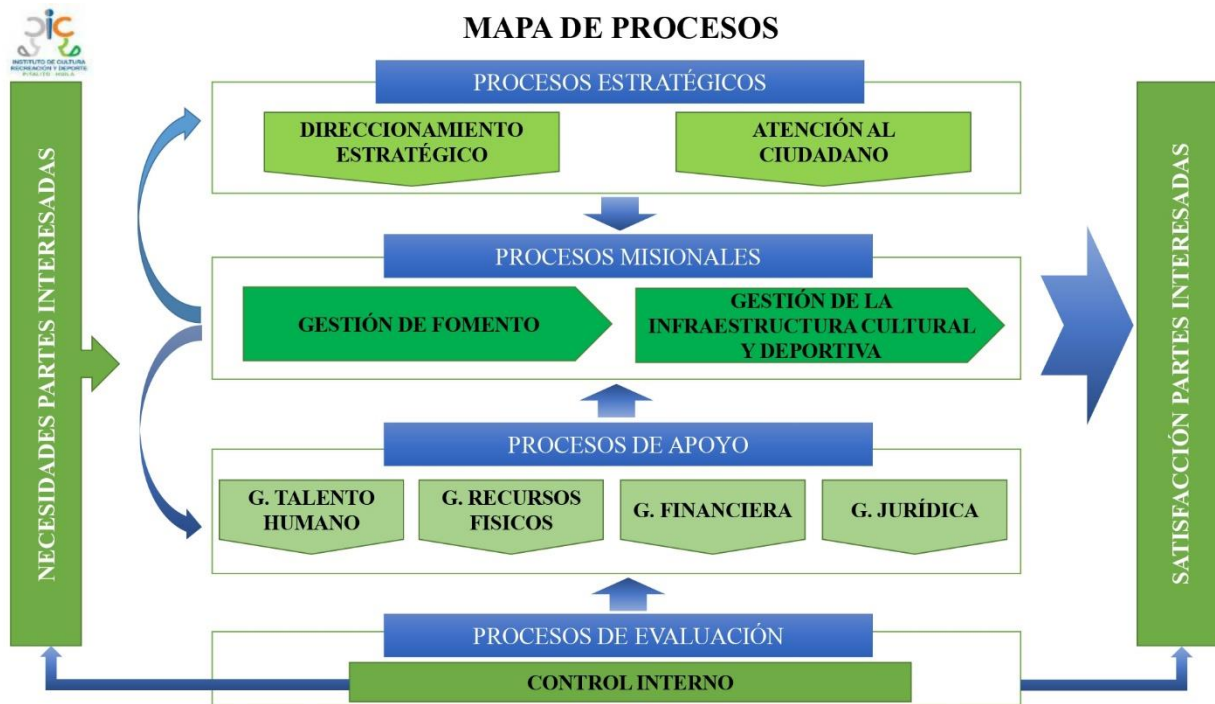 MAPA DE PROCESOS
INSTITUTO DE CULTURA
RECREACIÓN Y DEPORTE
PITALITO - HUILA
NECESIDADES PARTES INTERESADAS
PROCESOS ESTRATÉGICOS
DIRECCIONAMIENTO
ESTRATÉGICO
ATENCIÓN AL
CIUDADANO
PROCESOS MISIONALES
GESTIÓN DE FOMENTO
GESTIÓN DE LA
INFRAESTRUCTURA CULTURAL
Y DEPORTIVA
PROCESOS DE APOYO
G. TALENTO
HUMANO
G. RECURSOS
FISICOS
G. FINANCIERA
G. JURÍDICA
PROCESOS DE EVALUACIÓN
CONTROL INTERNO
SATISFACCIÓN PARTES INTERESADAS